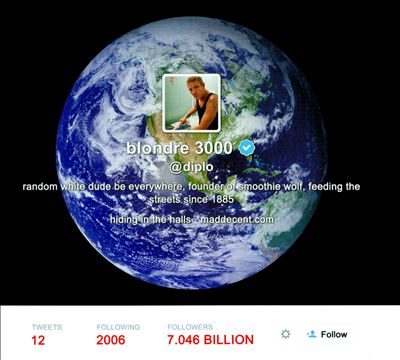 blondre 3000
@diplo
random white dude be everywhere, founder of smoothie wolf, feeding the
streets since 1885
hiding in the halls · maddecent.com
TWEETS
12
FOLLOWING
2006
FOLLOWERS
7.046 BILLION
Follow